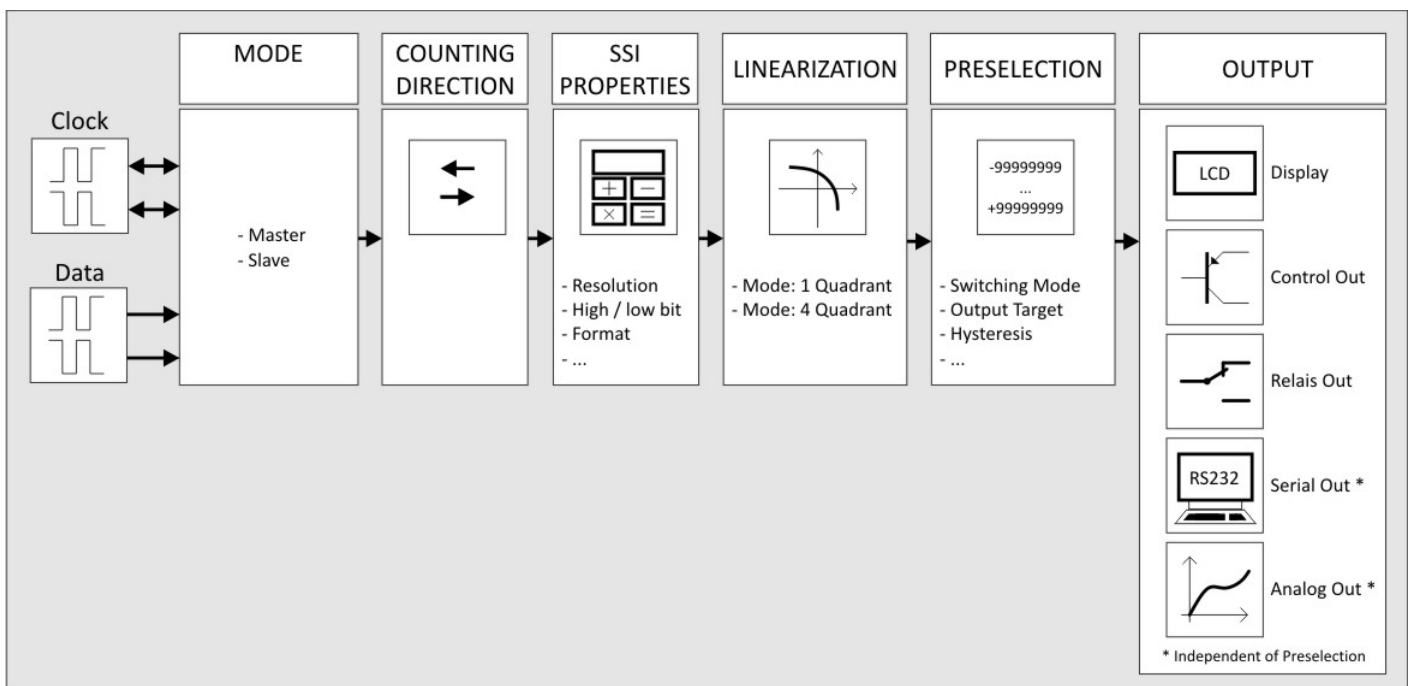 MODE
COUNTING
DIRECTION
SSI
PROPERTIES
LINEARIZATION
PRESELECTION
OUTPUT
Clock
Data
- Master
- Slave
+ −
× =
- Resolution
- High / low bit
- Format
- ...
- Mode: 1 Quadrant
- Mode: 4 Quadrant
-99999999
...
+99999999
- Switching Mode
- Output Target
- Hysteresis
- ...
LCD
Display
Control Out
Relais Out
RS232
Serial Out *
Analog Out *
* Independent of Preselection